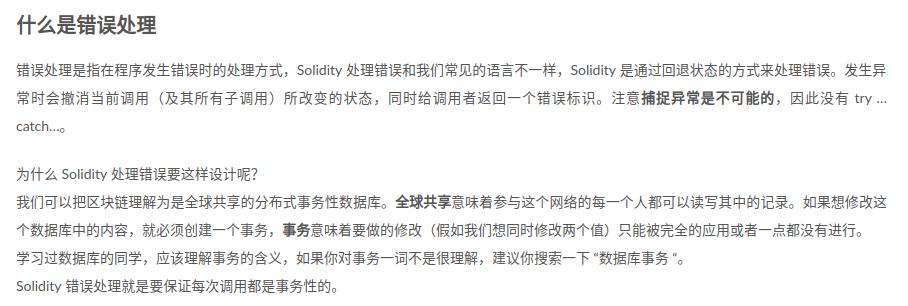 什么是错误处理
错误处理是指在程序发生错误时的处理方式，Solidity 处理错误和我们常见的语言不一样，Solidity 是通过回退状态的方式来处理错误。发生异
常时会撤消当前调用（及其所有子调用）所改变的状态，同时给调用者返回一个错误标识。注意捕捉异常是不可能的，因此没有 try ...
catch...。
为什么 Solidity 处理错误要这样设计呢?
我们可以把区块链理解为是全球共享的分布式事务性数据库。全球共享意味着参与这个网络的每一个人都可以读写其中的记录。如果想修改这
个数据库中的内容，就必须创建一个事务，事务意味着要做的修改（假如我们想同时修改两个值）只能被完全的应用或者一点都没有进行。
学习过数据库的同学，应该理解事务的含义，如果你对事务一词不是很理解，建议你搜索一下 “数据库事务 “。
Solidity 错误处理就是要保证每次调用都是事务性的。